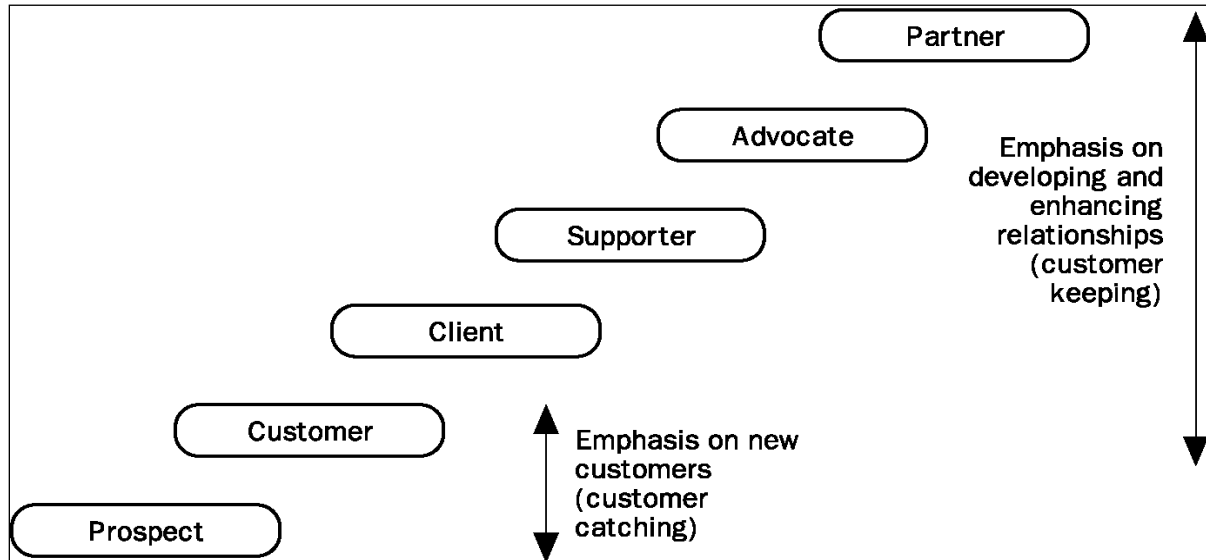 Partner
Advocate
Emphasis on
developing and
enhancing
relationships
(customer
keeping)
Supporter
Client
Customer
Emphasis on new
customers
(customer
catching)
Prospect